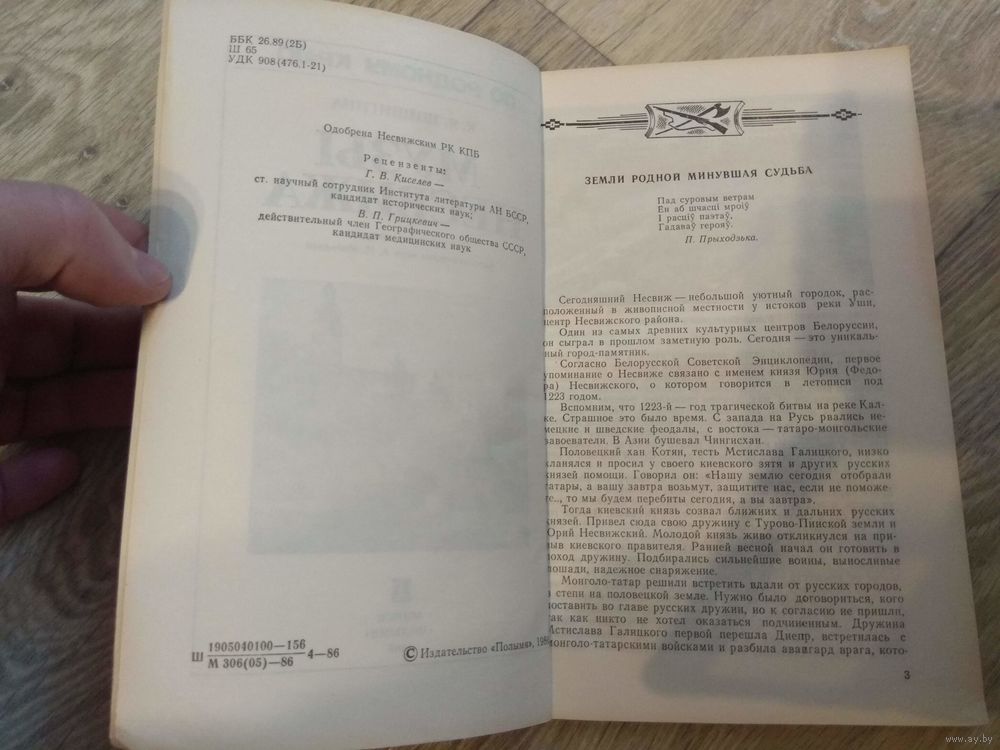 ББК 26.89(2Б)
Ш 65
УДК 908(476.1-21)
Одобрена Несвижским РК КПБ
Рецензенты:
Г. В. Киселев —
ст. научный сотрудник Института литературы АН БССР,
кандидат исторических наук;
В. П. Грицкевич —
действительный член Географического общества СССР,
кандидат медицинских наук
Ш 1905040100—156
М 306(05)—86 4—86
© Издательство «Полымя», 198
ЗЕМЛИ РОДНОЙ МИНУВШАЯ СУДЬБА
Пад суровым ветрам
Ён аб шчасці мроіў
І расціў паэтаў,
Гадаваў герояў.
П. Прыходзька.
Сегодняшний Несвиж — небольшой уютный городок, рас-
положенный в живописной местности у истоков реки Уши,
центр Несвижского района.
Один из самых древних культурных центров Белоруссии,
он сыграл в прошлом заметную роль. Сегодня — это уникаль-
ный город-памятник.
Согласно Белорусской Советской Энциклопедии, первое
упоминание о Несвиже связано с именем князя Юрия (Федо-
ра) Несвижского, о котором говорится в летописи под
1223 годом.
Вспомним, что 1223-й — год трагической битвы на реке Кал-
ке. Страшное это было время. С запада на Русь рвались не-
мецкие и шведские феодалы, с востока — татаро-монгольские
завоеватели. В Азии бушевал Чингисхан.
Половецкий хан Котян, тесть Мстислава Галицкого, низко
кланялся и просил у своего киевского зятя и других русских
князей помощи. Говорил он: «Нашу землю сегодня отобрали
татары, а вашу завтра возьмут, защитите нас, если не поможе-
те.., то мы будем перебиты сегодня, а вы завтра».
Тогда киевский князь созвал ближних и дальних русских
князей. Привел сюда свою дружину с Турово-Пинской земли и
Юрий Несвижский. Молодой князь живо откликнулся на при-
зыв киевского правителя. Ранней весной начал он готовить в
поход дружину. Подбирались сильнейшие воины, выносливые
лошади, надежное снаряжение.
Монголо-татар решили встретить вдали от русских городов,
в степи на половецкой земле. Нужно было договориться, кого
поставить во главе русских дружин, но к согласию не пришли,
так как никто не хотел оказаться подчиненным. Дружина
Мстислава Галицкого первой перешла Днепр, встретилась с
монголо-татарскими войсками и разбила авангард врага, кото-
3
www.ay.by